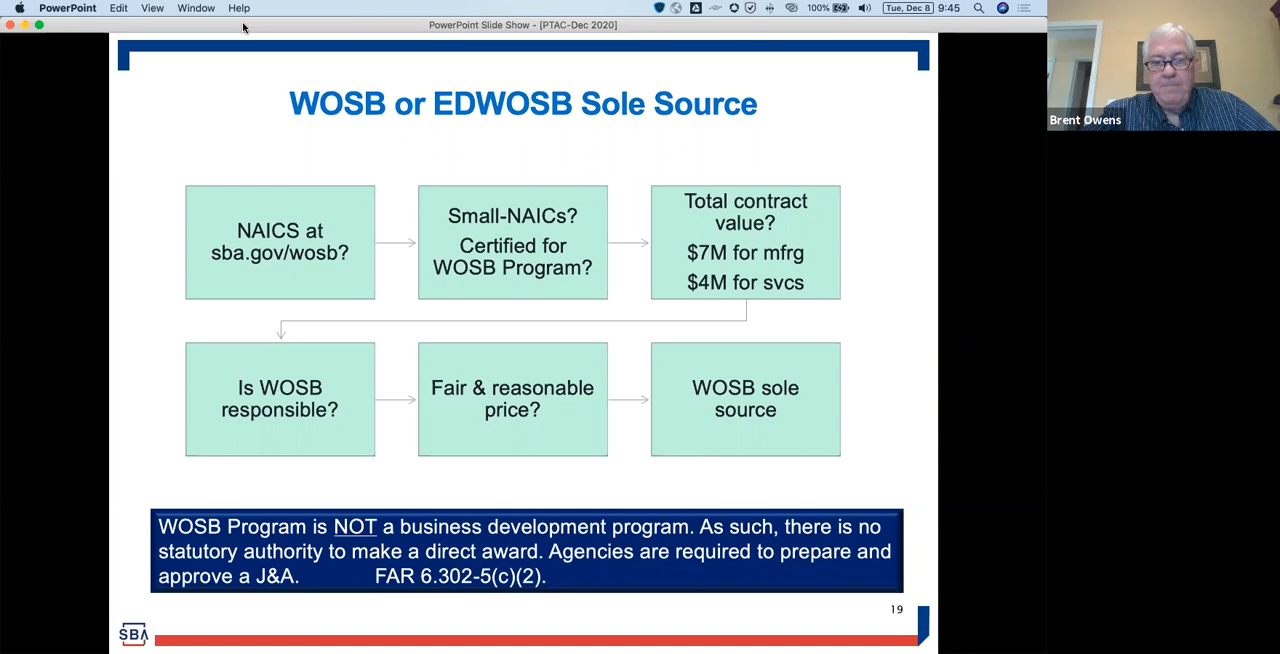 PowerPoint Edit View Window Help
100%
Tue, Dec 8 9:45
PowerPoint Slide Show - [PTAC-Dec 2020]
WOSB or EDWOSB Sole Source
NAICS at
sba.gov/wosb?
Small-NAICs?
Certified for
WOSB Program?
Total contract
value?
$7M for mfrg
$4M for svcs
Is WOSB
responsible?
Fair & reasonable
price?
WOSB sole
source
WOSB Program is NOT a business development program. As such, there is no
statutory authority to make a direct award. Agencies are required to prepare and
approve a J&A. FAR 6.302-5(c)(2).
19
SBA
Brent Owens